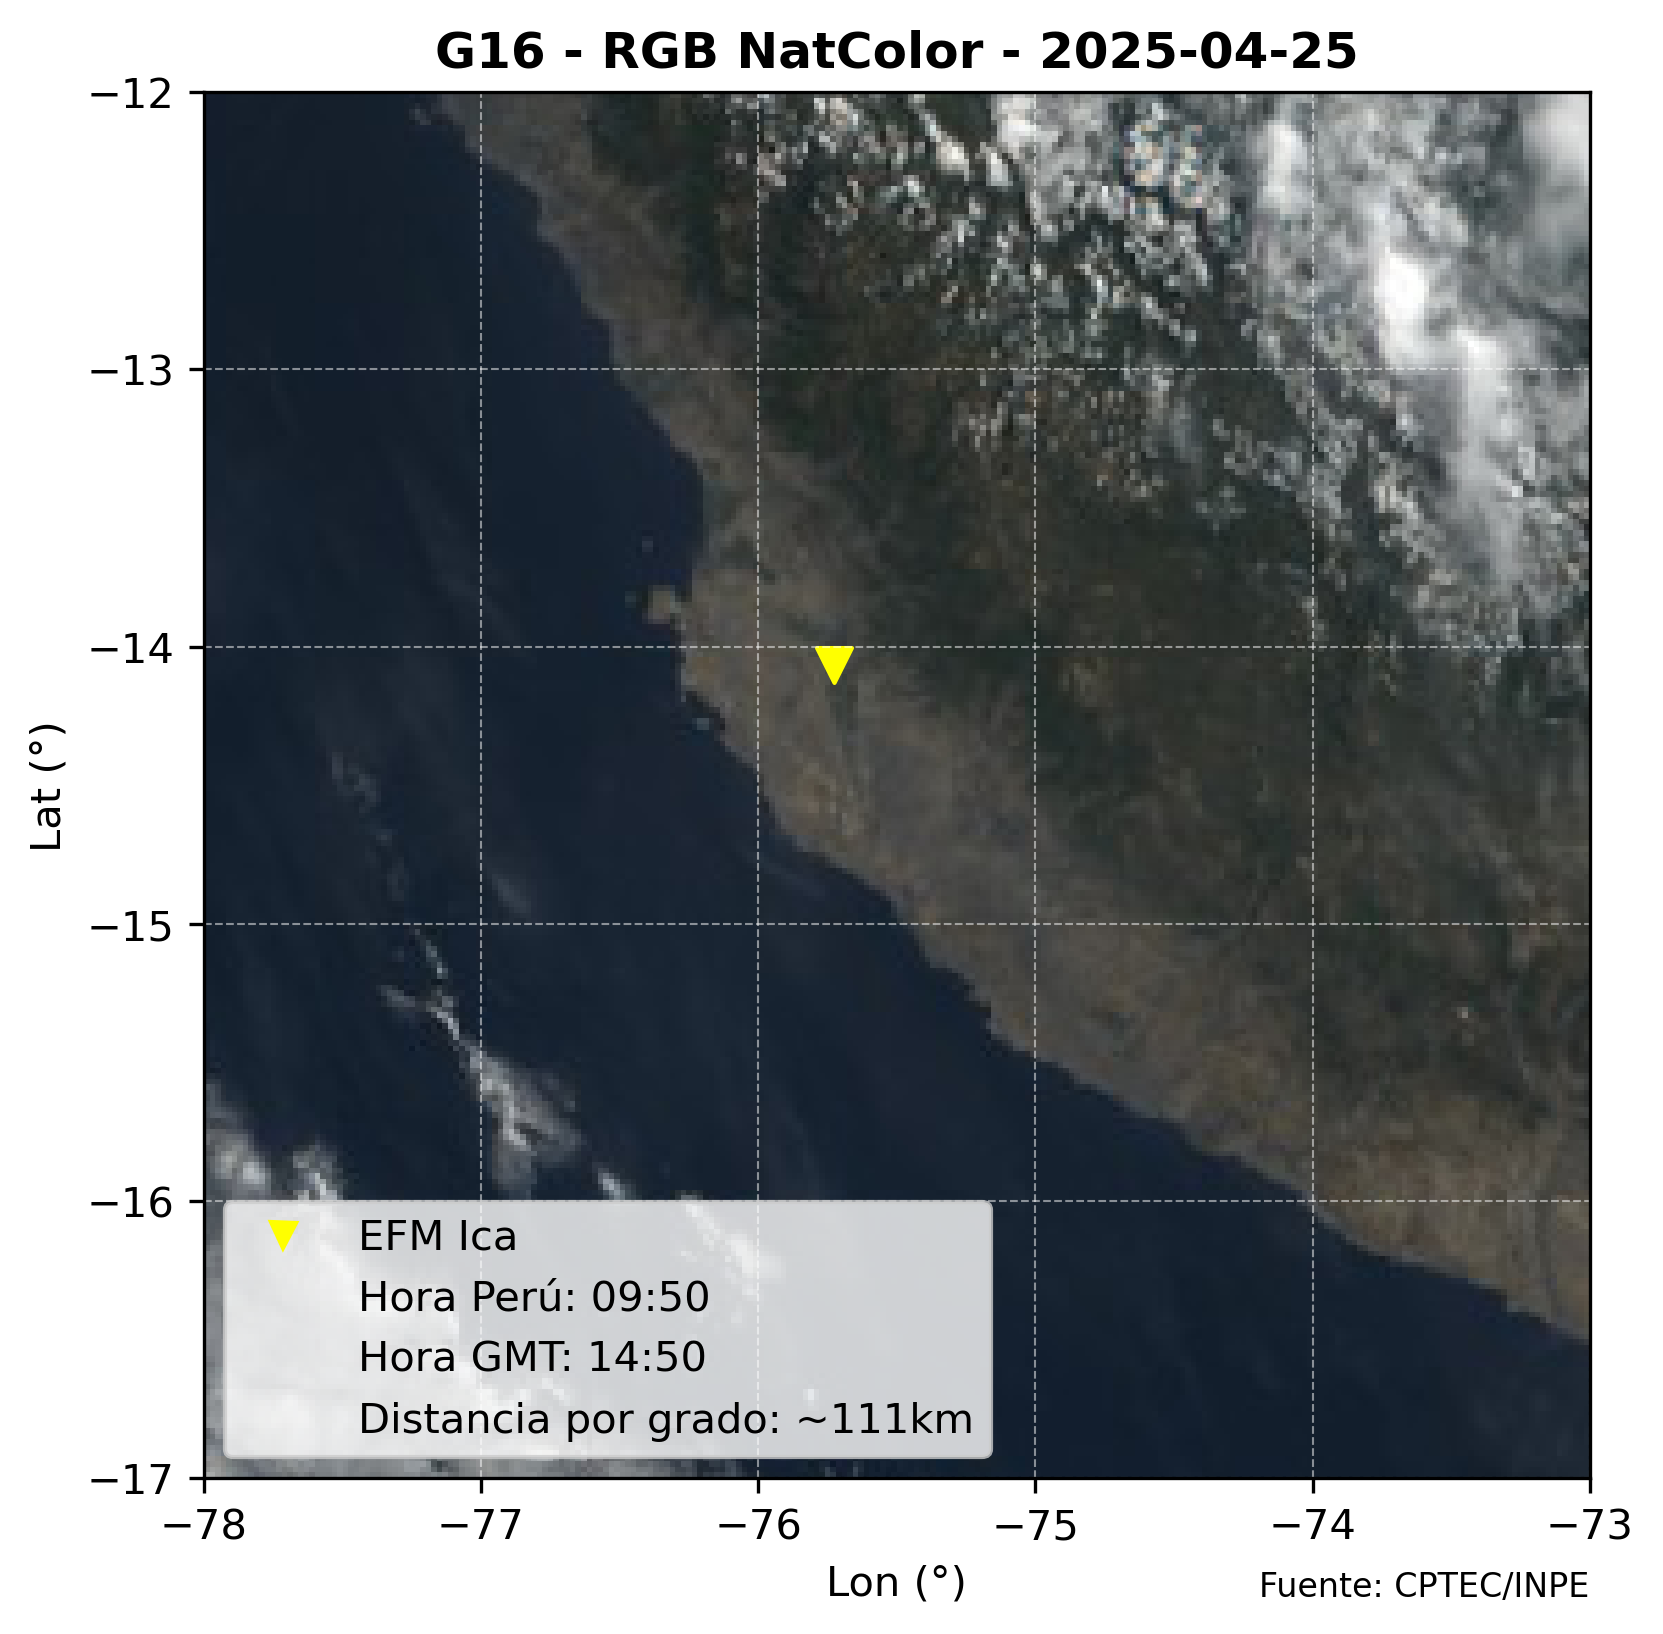 G16 - RGB NatColor - 2025-04-25
−12
−13
−14
−15
−16
−17
Lat (°)
EFM Ica
Hora Perú: 09:50
Hora GMT: 14:50
Distancia por grado: ~111km
−78
−77
−76
−75
−74
−73
Lon (°)
Fuente: CPTEC/INPE